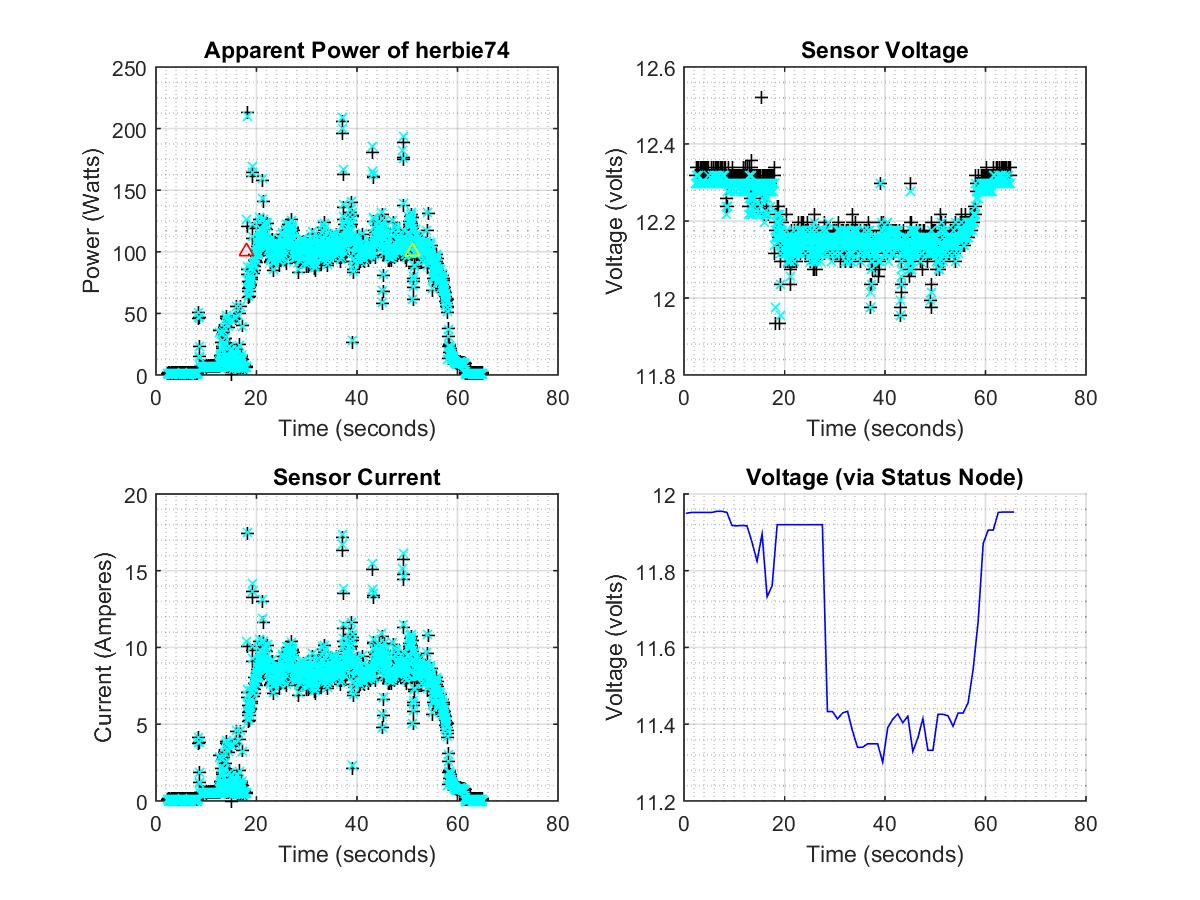 Apparent Power of herbie74
250
200
150
100
50
0
0 20 40 60 80
Power (Watts)
Time (seconds)
Sensor Voltage
12.6
12.4
12.2
12
11.8
0 20 40 60 80
Voltage (volts)
Time (seconds)
Sensor Current
20
15
10
5
0
0 20 40 60 80
Current (Amperes)
Time (seconds)
Voltage (via Status Node)
12
11.8
11.6
11.4
11.2
0 20 40 60 80
Voltage (volts)
Time (seconds)